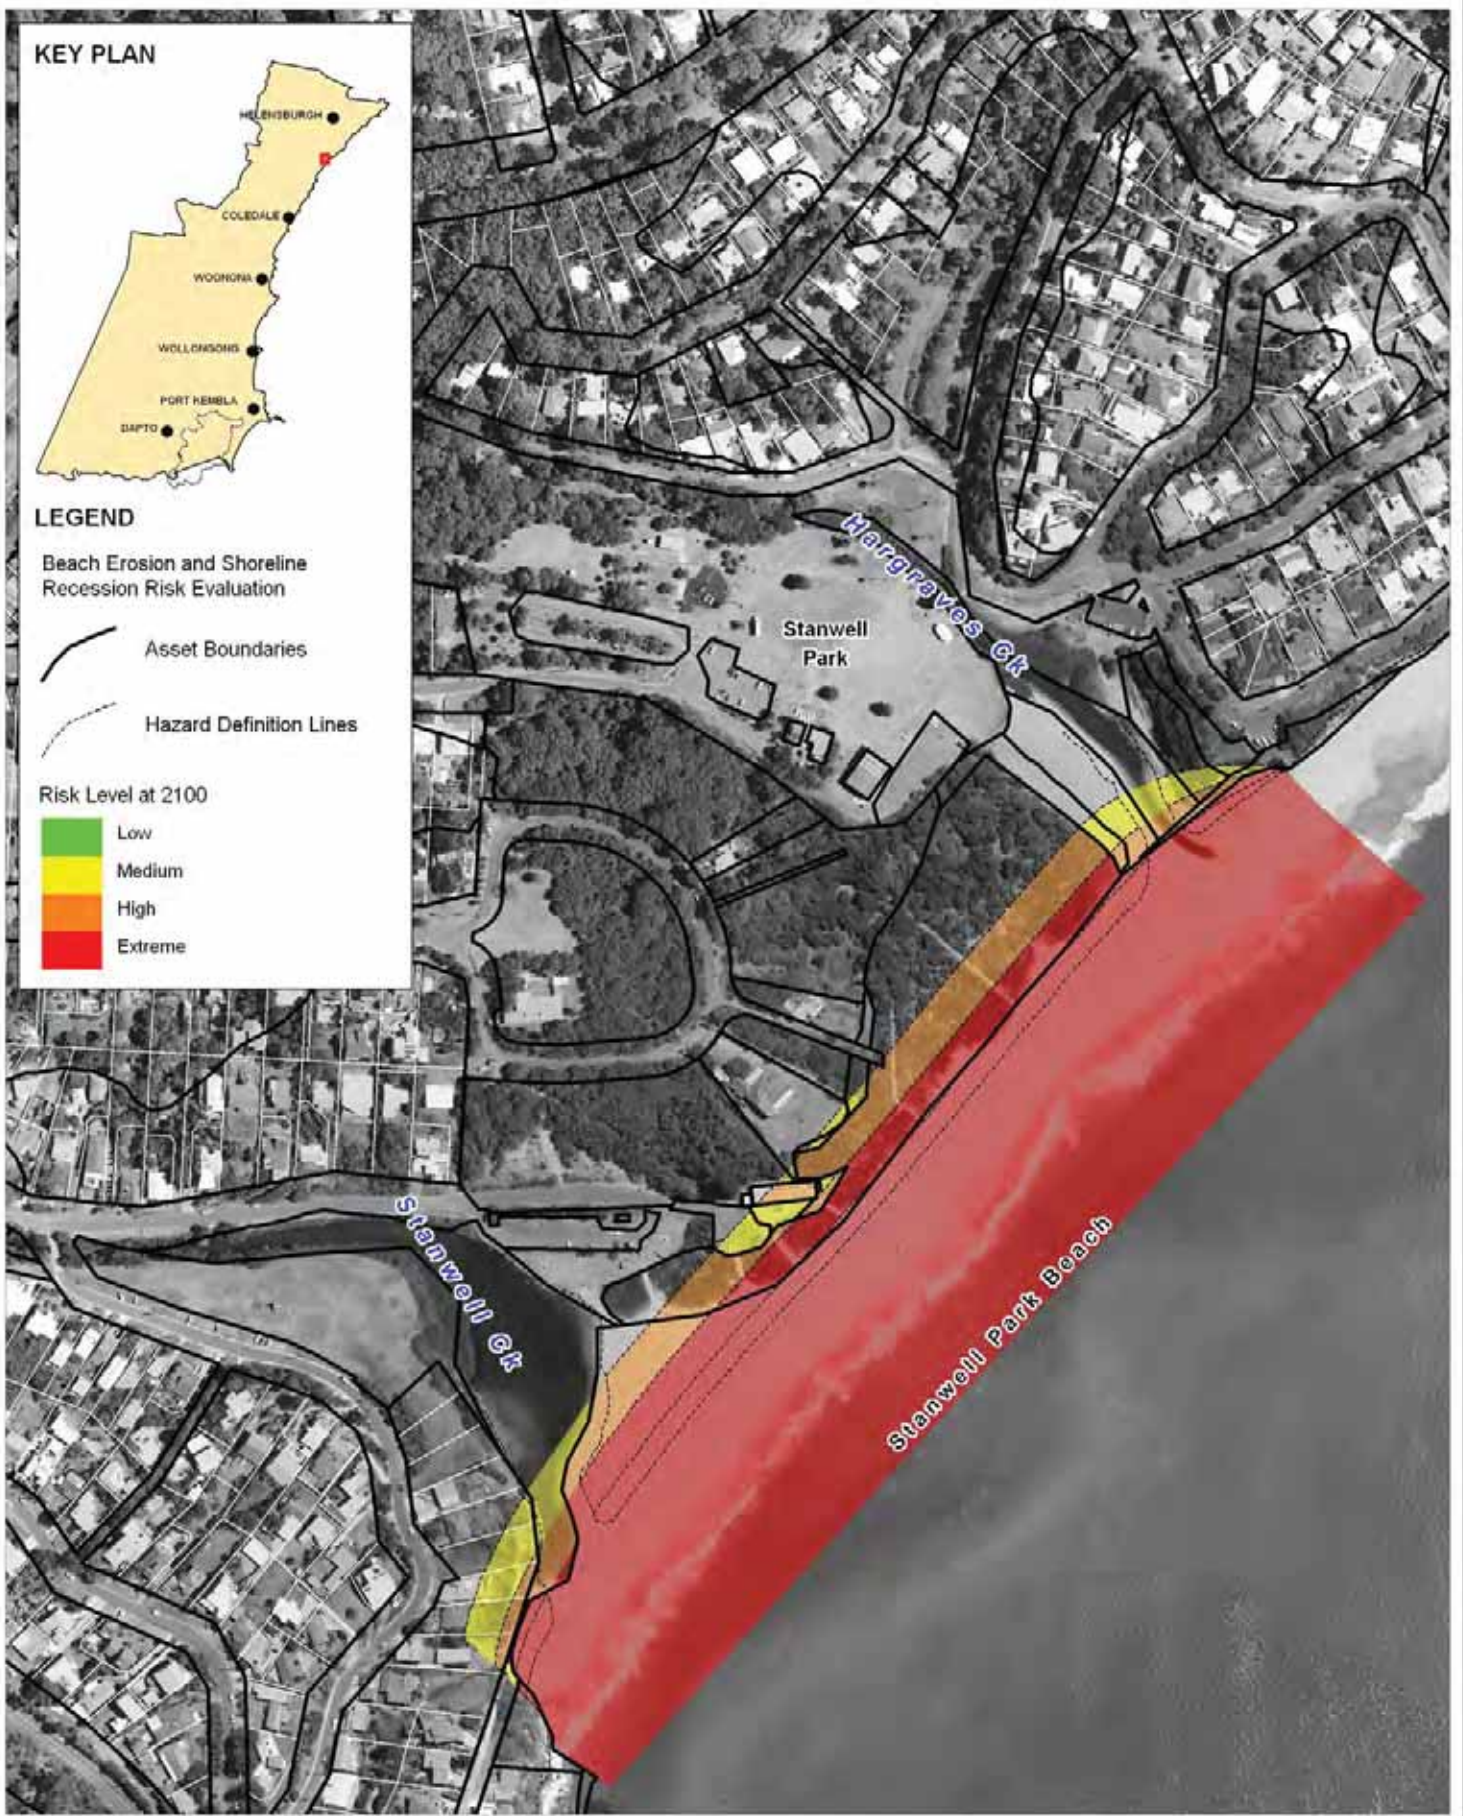 KEY PLAN
HELENSBURGH
COLEDALE
WOONONA
WOLLONGONG
PORT KEMBLA
DAPTO
LEGEND
Beach Erosion and Shoreline
Recession Risk Evaluation
Asset Boundaries
Hazard Definition Lines
Risk Level at 2100
Low
Medium
High
Extreme
Hargraves Ck
Stanwell
Park
Stanwell Ck
Stanwell Park Beach